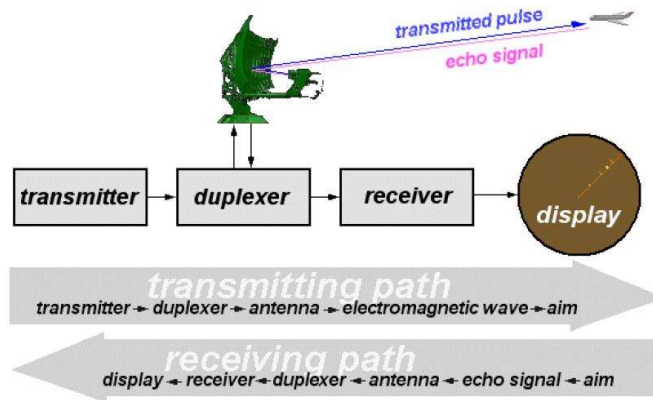 transmitted pulse
echo signal
transmitter
duplexer
receiver
display
transmitting path
transmitter→duplexer→antenna→electromagnetic wave→aim
receiving path
display←receiver←duplexer←antenna←echo signal←aim